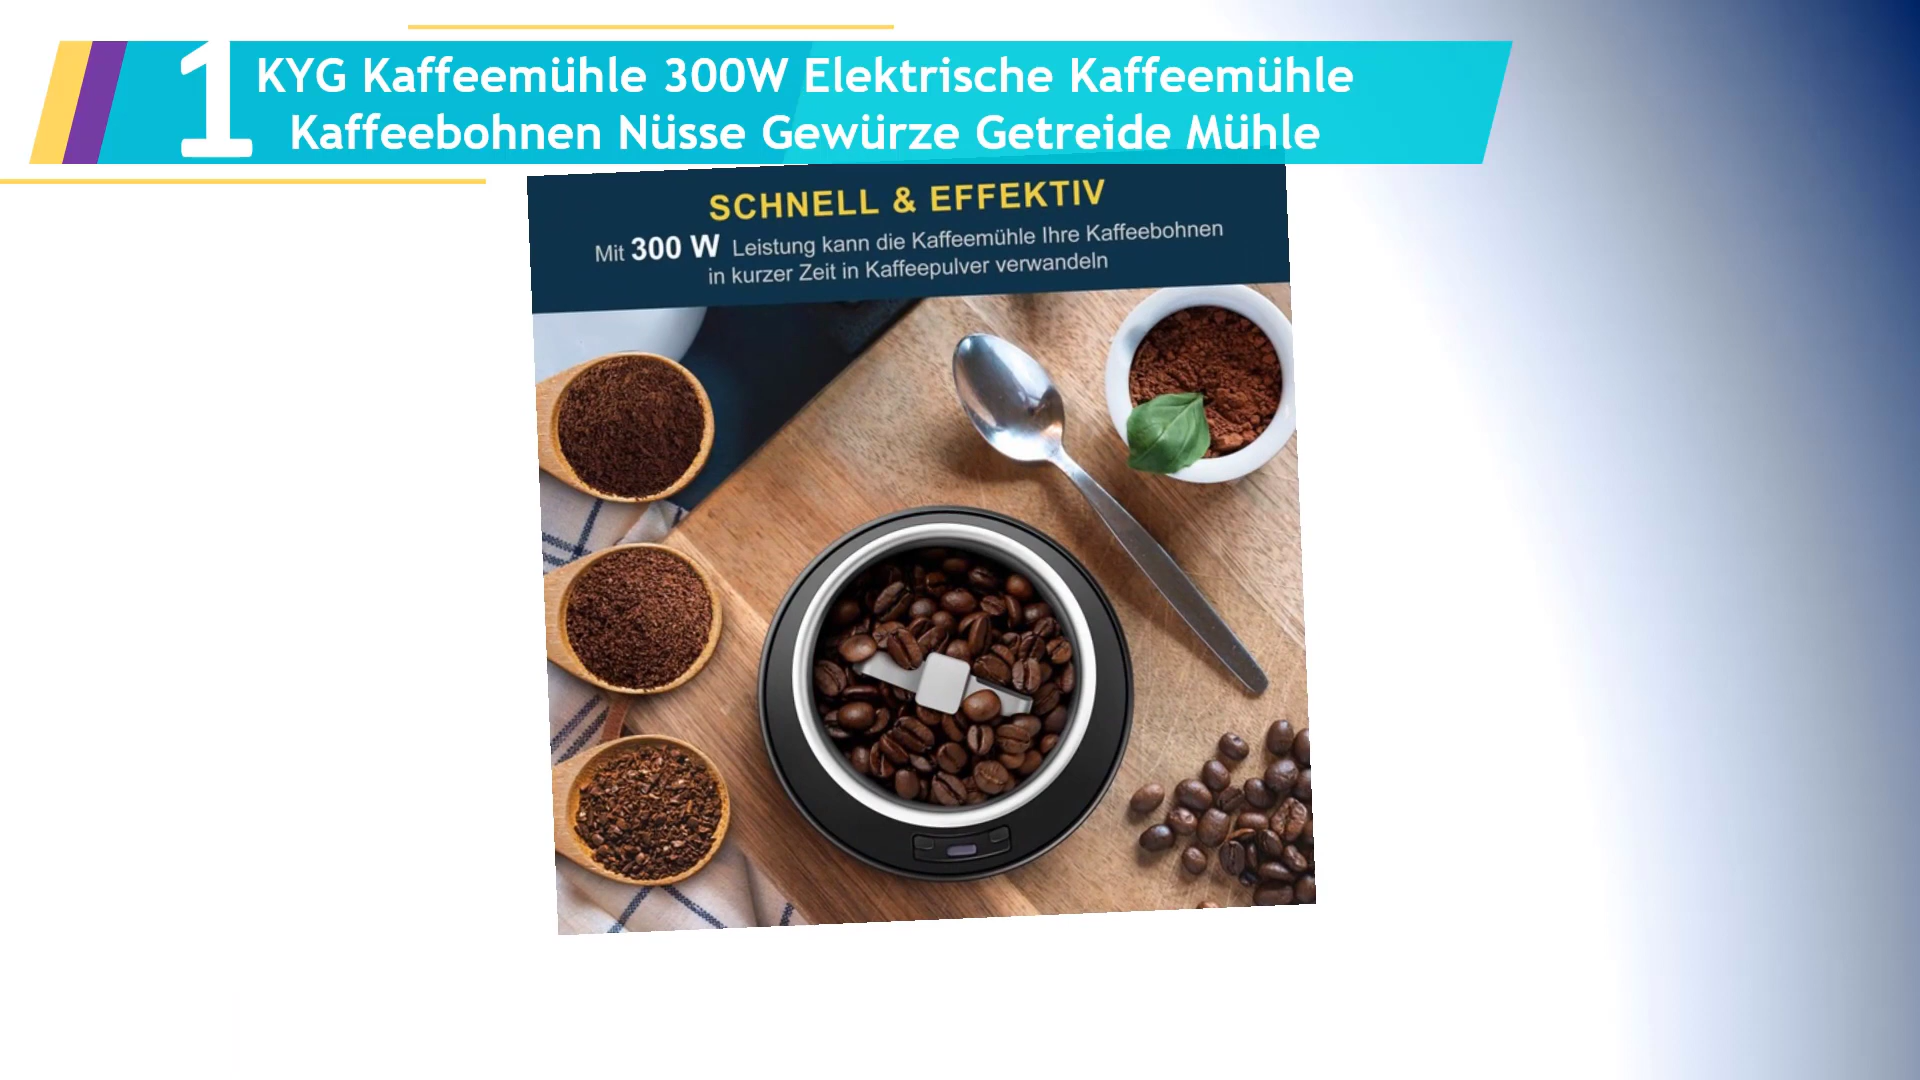 1
KYG Kaffeemühle 300W Elektrische Kaffeemühle
Kaffeebohnen Nüsse Gewürze Getreide Mühle
SCHNELL & EFFEKTIV
Mit 300 W Leistung kann die Kaffeemühle Ihre Kaffeebohnen
in kurzer Zeit in Kaffeepulver verwandeln